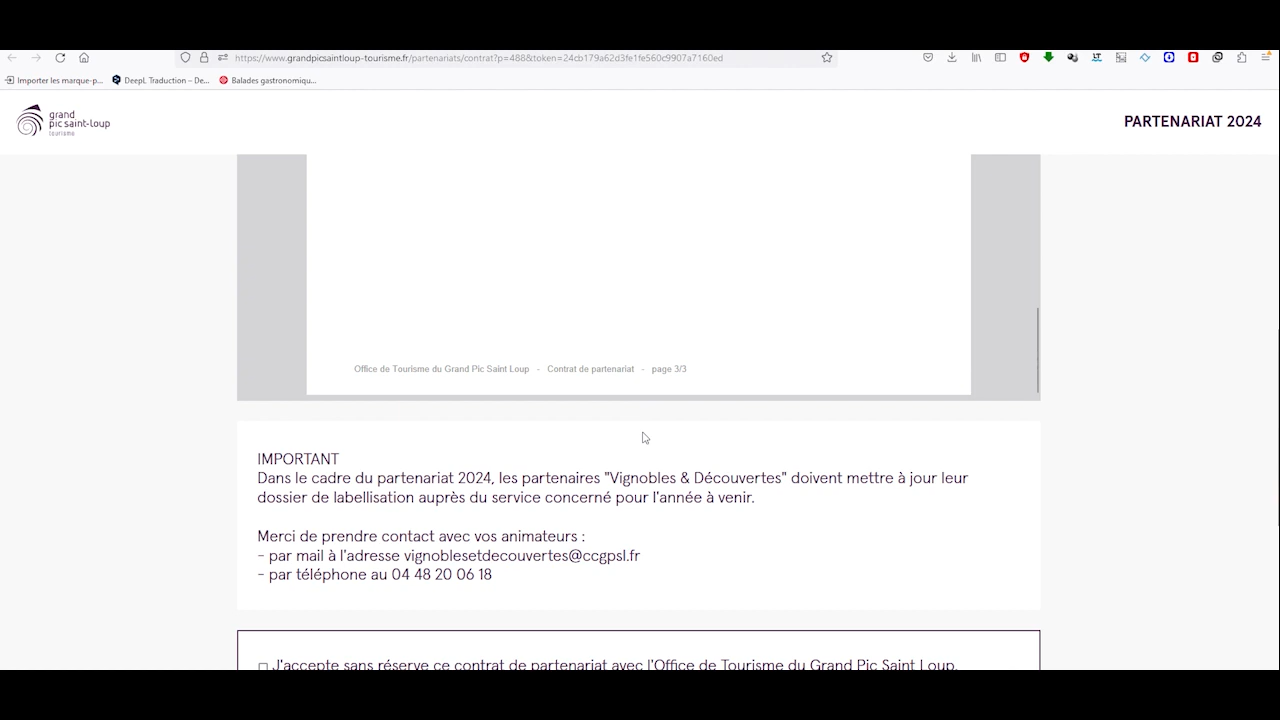 https://www.grandpicsaintloup-tourisme.fr/partenariats/contrat?p=488&token=24cb179a62d3fe1fe560c9907a7160ed
Importer les marque-p...
DeepL Traduction – De...
Balades gastronomiqu...
grand
pic saint-loup
tourisme
PARTENARIAT 2024
Office de Tourisme du Grand Pic Saint Loup - Contrat de partenariat - page 3/3
IMPORTANT
Dans le cadre du partenariat 2024, les partenaires "Vignobles & Découvertes" doivent mettre à jour leur
dossier de labellisation auprès du service concerné pour l'année à venir.
Merci de prendre contact avec vos animateurs :
- par mail à l'adresse vignoblesetdecouvertes@ccgpsl.fr
- par téléphone au 04 48 20 06 18
J'accepte sans réserve ce contrat de partenariat avec l'Office de Tourisme du Grand Pic Saint Loup.